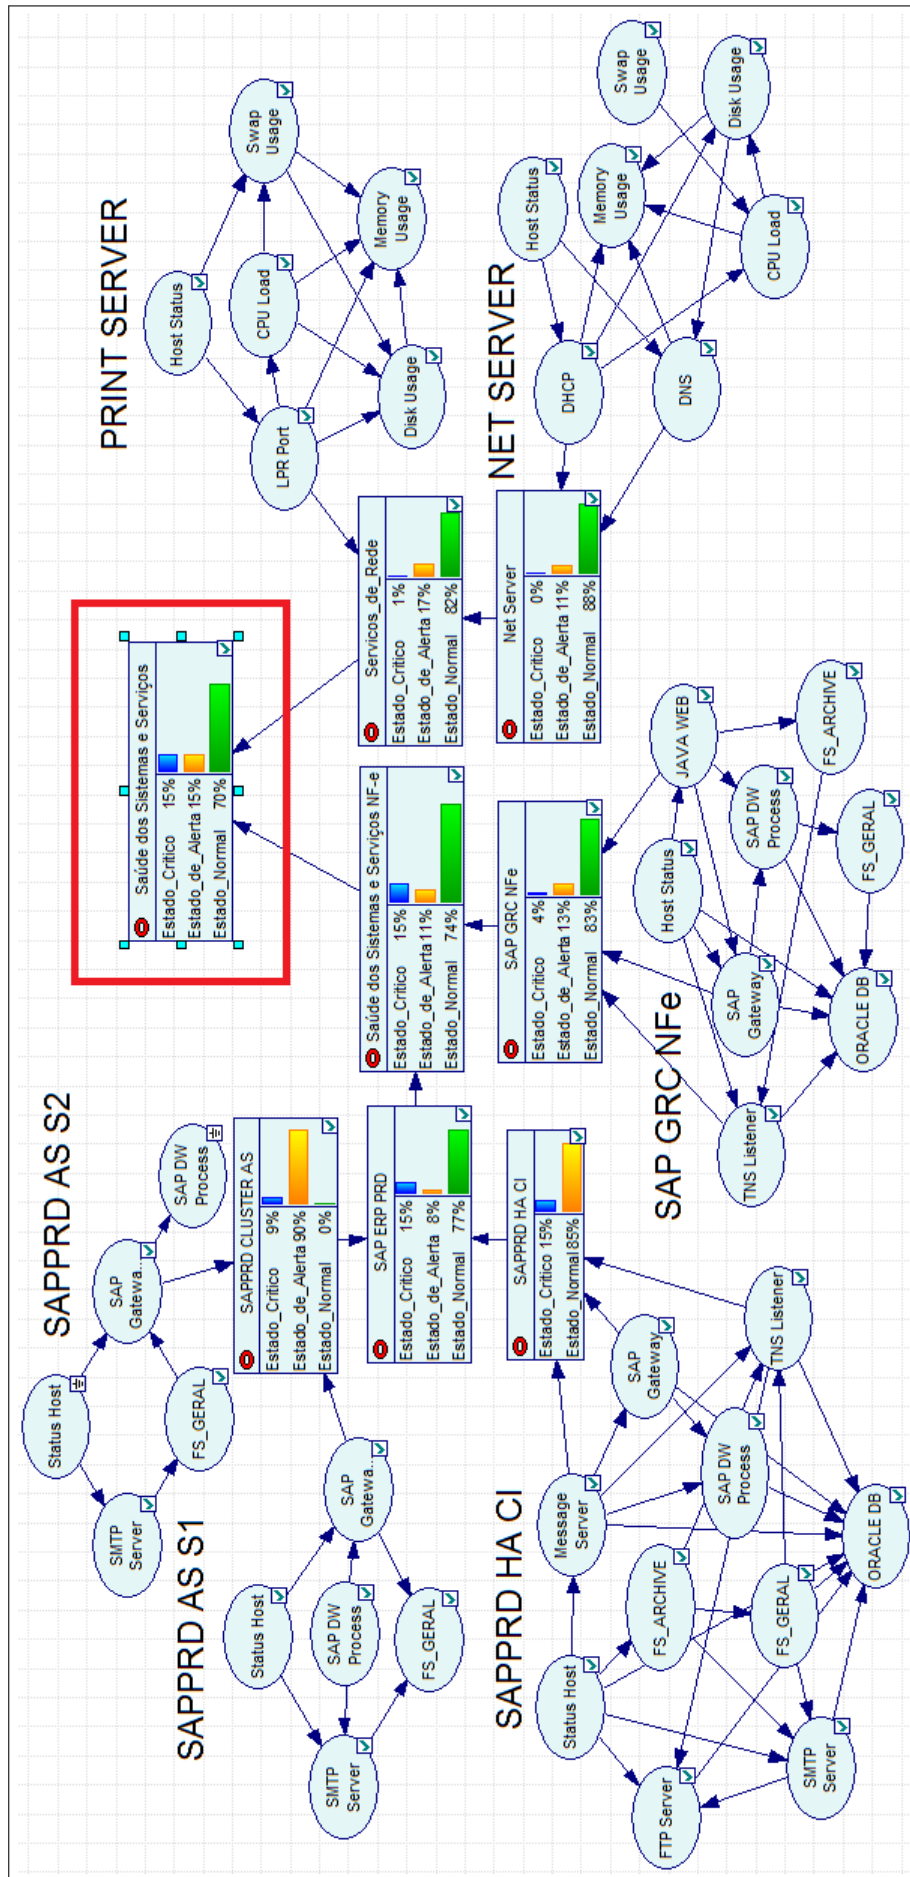 SAPPRD AS S2
Status Host
SMTP
Server
FS_GERAL
SAP
Gatewa...
SAP DW
Process
SAPPRD AS S1
Status Host
SMTP
Server
SAP DW
Process
SAP
Gatewa...
FS_GERAL
SAPPRD HA CI
Status Host
FTP Server
SMTP
Server
FS_ARCHIVE
FS_GERAL
Message
Server
SAP DW
Process
SAP
Gateway
TNS Listener
ORACLE DB
SAPPRD CLUSTER AS
Estado_Critico 9%
Estado_de_Alerta 90%
Estado_Normal 0%
SAP ERP PRD
Estado_Critico 15%
Estado_de_Alerta 8%
Estado_Normal 77%
SAPPRD HA CI
Estado_Critico 15%
Estado_Normal 85%
Saúde dos Sistemas e Serviços
Estado_Critico 15%
Estado_de_Alerta 15%
Estado_Normal 70%
Saúde dos Sistemas e Serviços NF-e
Estado_Critico 15%
Estado_de_Alerta 11%
Estado_Normal 74%
SAP GRC NFe
Estado_Critico 4%
Estado_de_Alerta 13%
Estado_Normal 83%
SAP GRC NFe
TNS Listener
SAP
Gateway
Host Status
JAVA WEB
SAP DW
Process
FS_ARCHIVE
FS_GERAL
ORACLE DB
Servicos_de_Rede
Estado_Critico 1%
Estado_de_Alerta 17%
Estado_Normal 82%
Net Server
Estado_Critico 0%
Estado_de_Alerta 11%
Estado_Normal 88%
PRINT SERVER
Host Status
LPR Port
CPU Load
Swap
Usage
Disk Usage
Memory
Usage
NET SERVER
Host Status
DHCP
DNS
Memory
Usage
Swap
Usage
Disk Usage
CPU Load